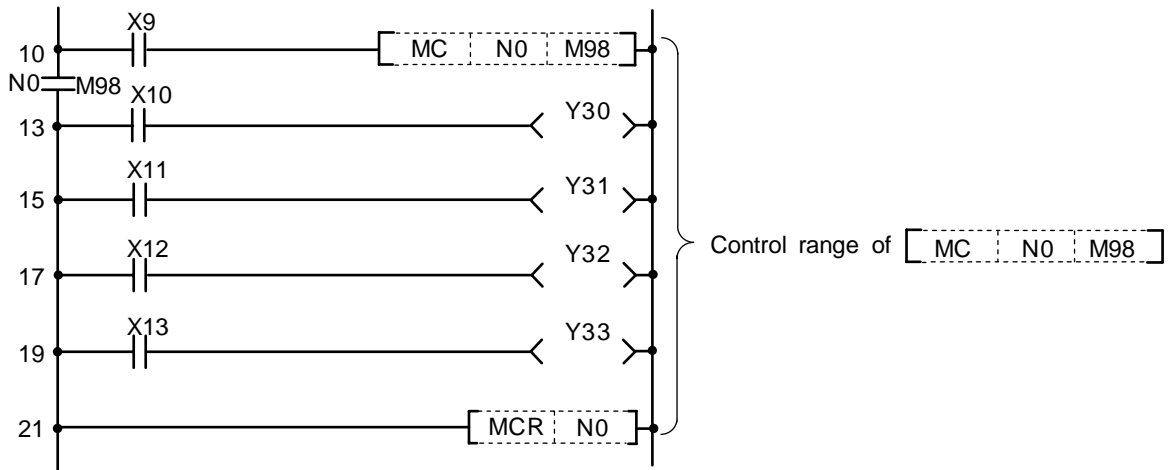 X9
10 MC N0 M98
N0 M98
X10
13 Y30
X11
15 Y31
X12
17 Y32
Control range of MC N0 M98
X13
19 Y33
21 MCR N0